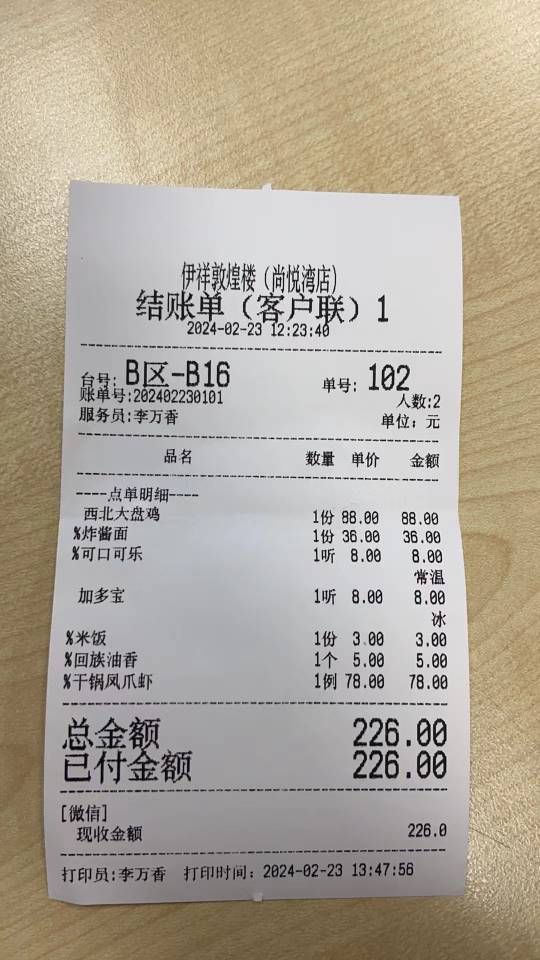 伊祥敦煌楼（尚悦湾店）
结账单（客户联）1
2024-02-23 12:23:40
台号: B区-B16 单号: 102
账单号:202402230101 人数:2
服务员:李万香 单位: 元
品名 数量 单价 金额
----点单明细----
西北大盘鸡 1份 88.00 88.00
%炸酱面 1份 36.00 36.00
%可口可乐 1听 8.00 8.00
常温
加多宝 1听 8.00 8.00
冰
%米饭 1份 3.00 3.00
%回族油香 1个 5.00 5.00
%干锅凤爪虾 1例 78.00 78.00
总金额 226.00
已付金额 226.00
[微信]
现收金额 226.0
打印员:李万香 打印时间: 2024-02-23 13:47:56